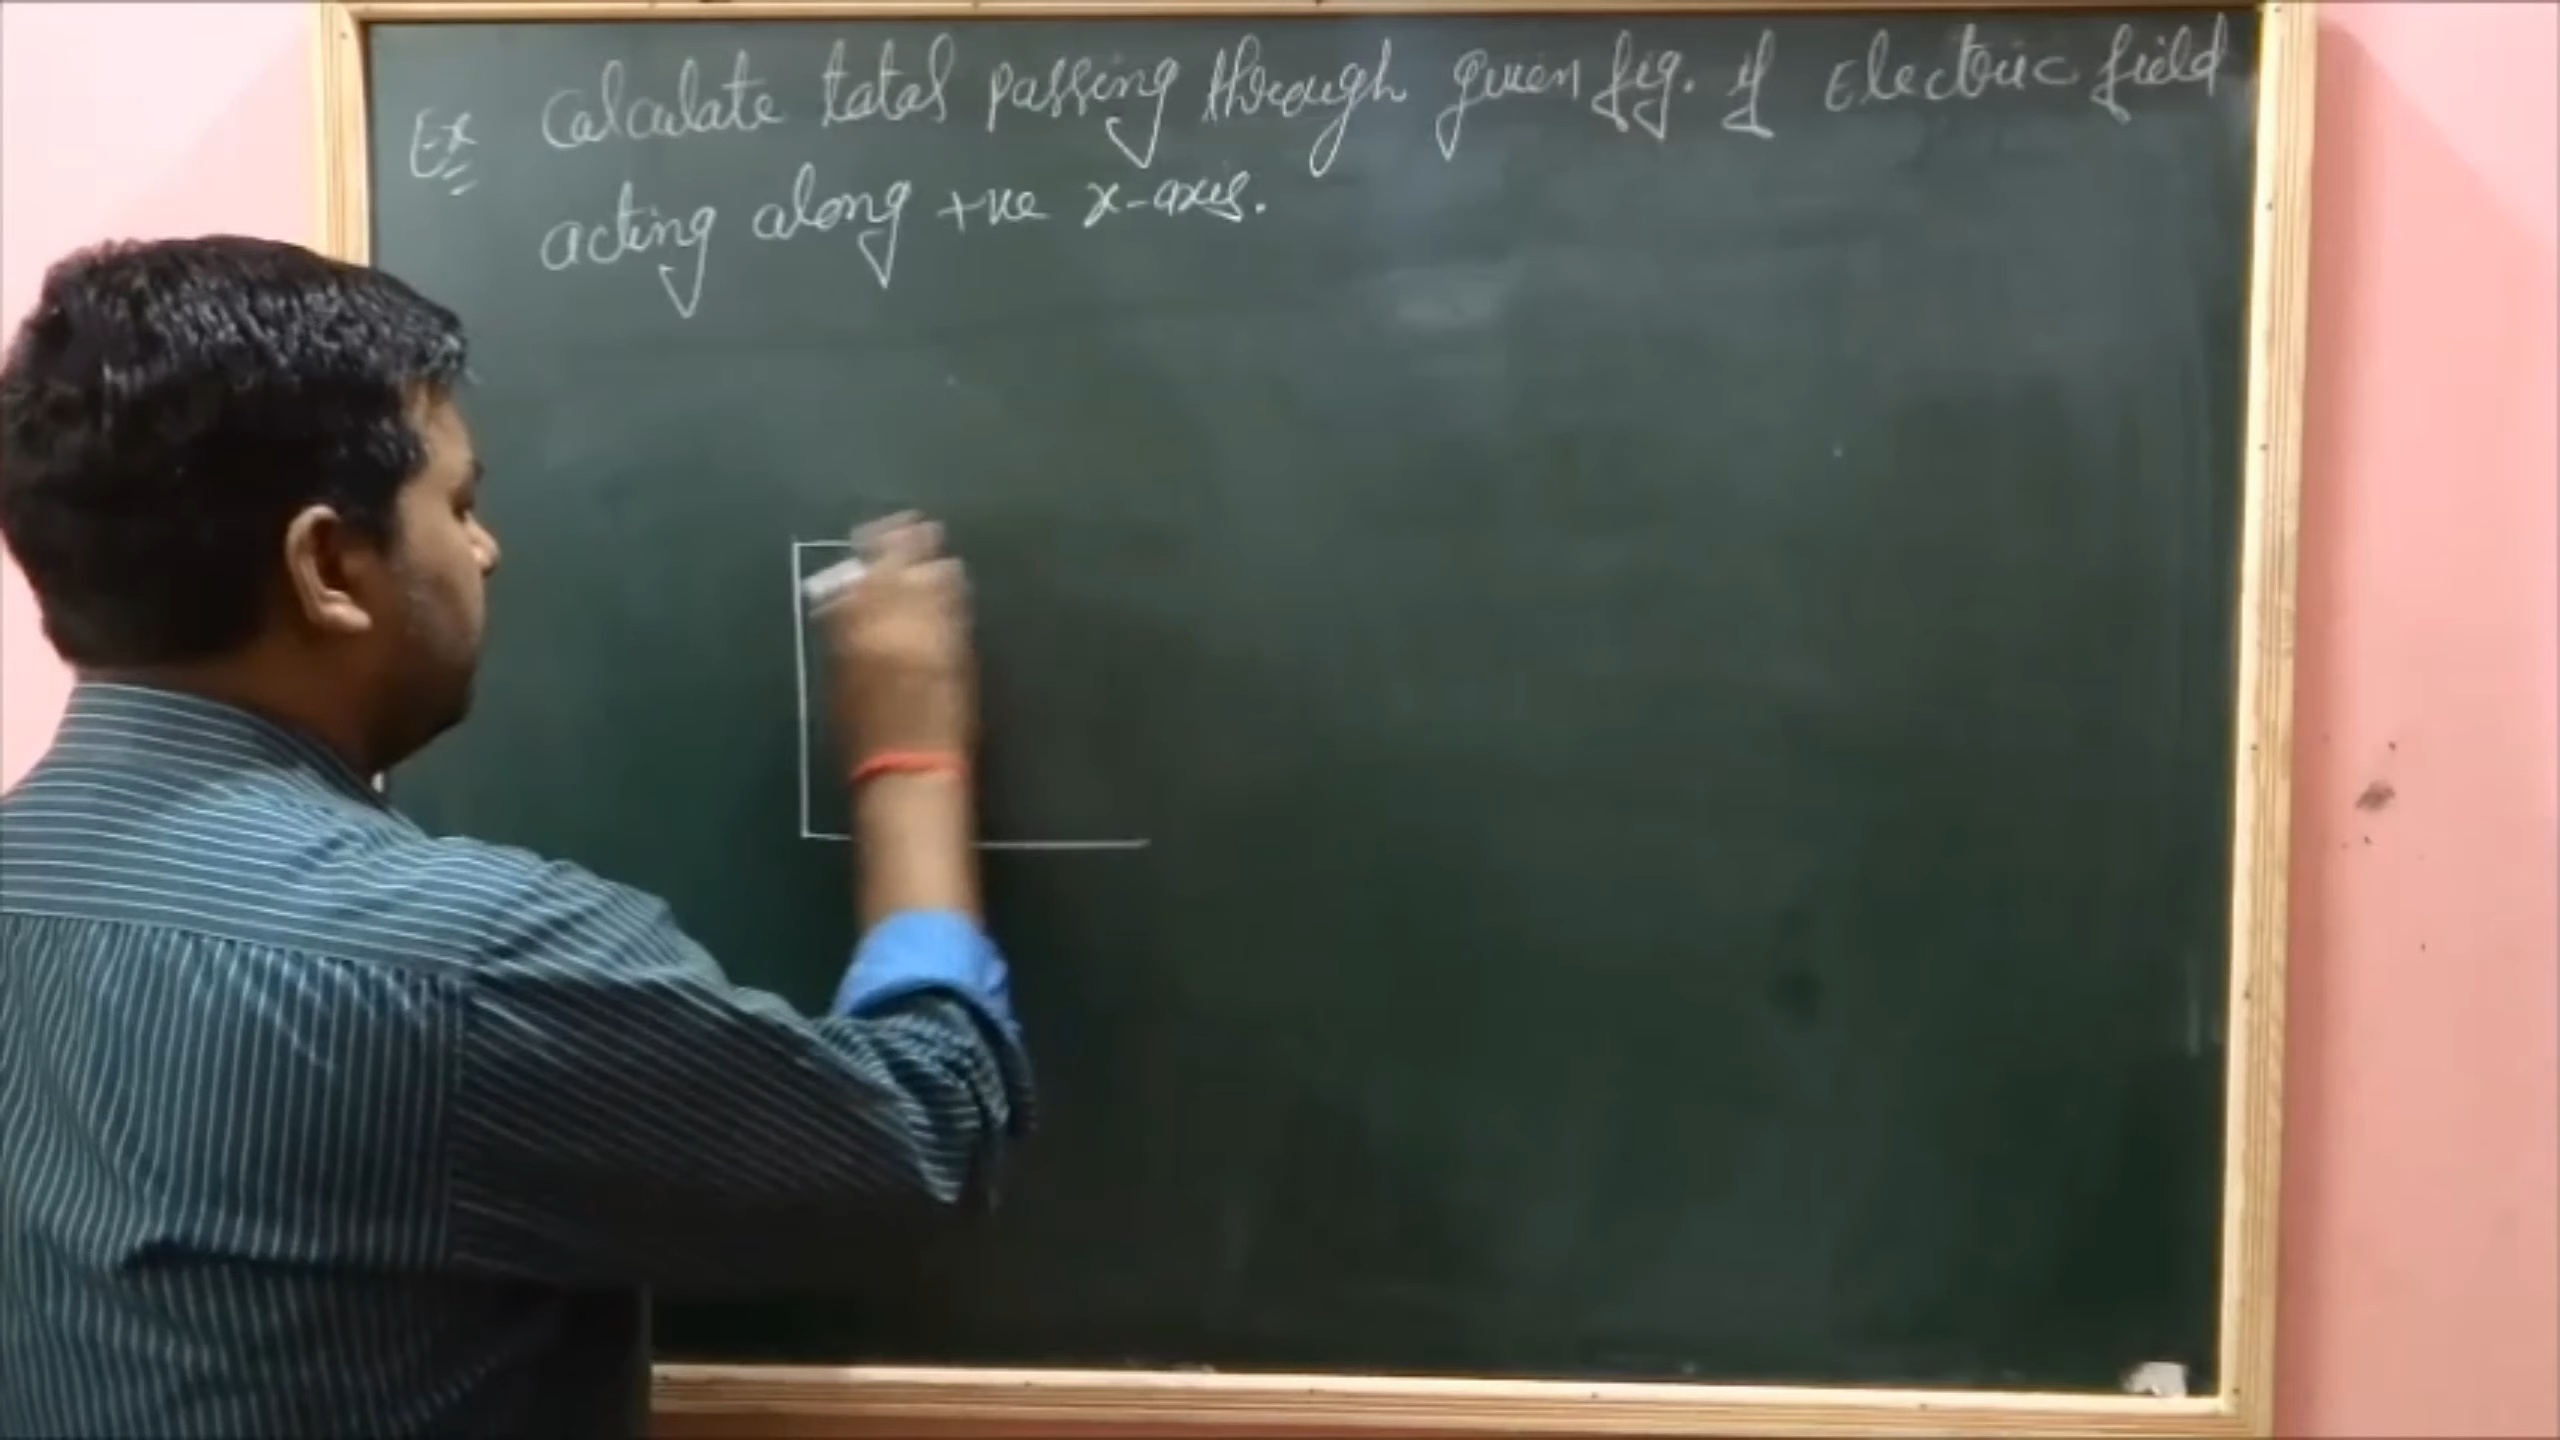 Ex Calculate total passing through given fig. if Electric field
acting along +ve x-axis.